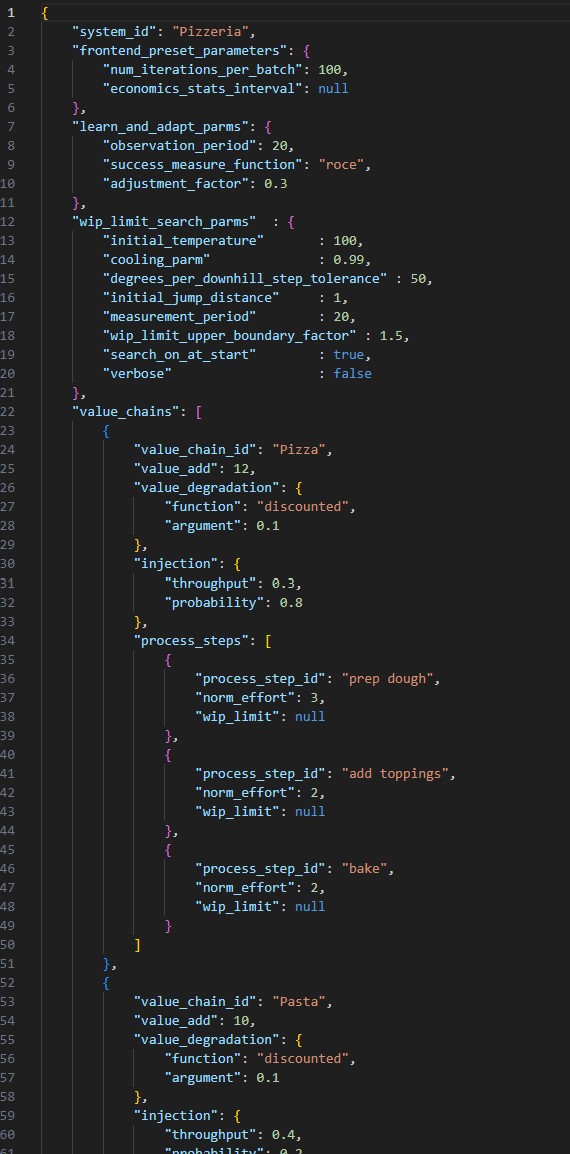 1 {
2     "system_id": "Pizzeria",
3     "frontend_preset_parameters": {
4         "num_iterations_per_batch": 100,
5         "economics_stats_interval": null
6     },
7     "learn_and_adapt_parms": {
8         "observation_period": 20,
9         "success_measure_function": "roce",
10         "adjustment_factor": 0.3
11     },
12     "wip_limit_search_parms"  : {
13         "initial_temperature"       : 100,
14         "cooling_parm"              : 0.99,
15         "degrees_per_downhill_step_tolerance" : 50,
16         "initial_jump_distance"     : 1,
17         "measurement_period"        : 20,
18         "wip_limit_upper_boundary_factor" : 1.5,
19         "search_on_at_start"        : true,
20         "verbose"                   : false
21     },
22     "value_chains": [
23         {
24             "value_chain_id": "Pizza",
25             "value_add": 12,
26             "value_degradation": {
27                 "function": "discounted",
28                 "argument": 0.1
29             },
30             "injection": {
31                 "throughput": 0.3,
32                 "probability": 0.8
33             },
34             "process_steps": [
35                 {
36                     "process_step_id": "prep dough",
37                     "norm_effort": 3,
38                     "wip_limit": null
39                 },
40                 {
41                     "process_step_id": "add toppings",
42                     "norm_effort": 2,
43                     "wip_limit": null
44                 },
45                 {
46                     "process_step_id": "bake",
47                     "norm_effort": 2,
48                     "wip_limit": null
49                 }
50             ]
51         },
52         {
53             "value_chain_id": "Pasta",
54             "value_add": 10,
55             "value_degradation": {
56                 "function": "discounted",
57                 "argument": 0.1
58             },
59             "injection": {
60                 "throughput": 0.4,
61                 "probability": 0.2